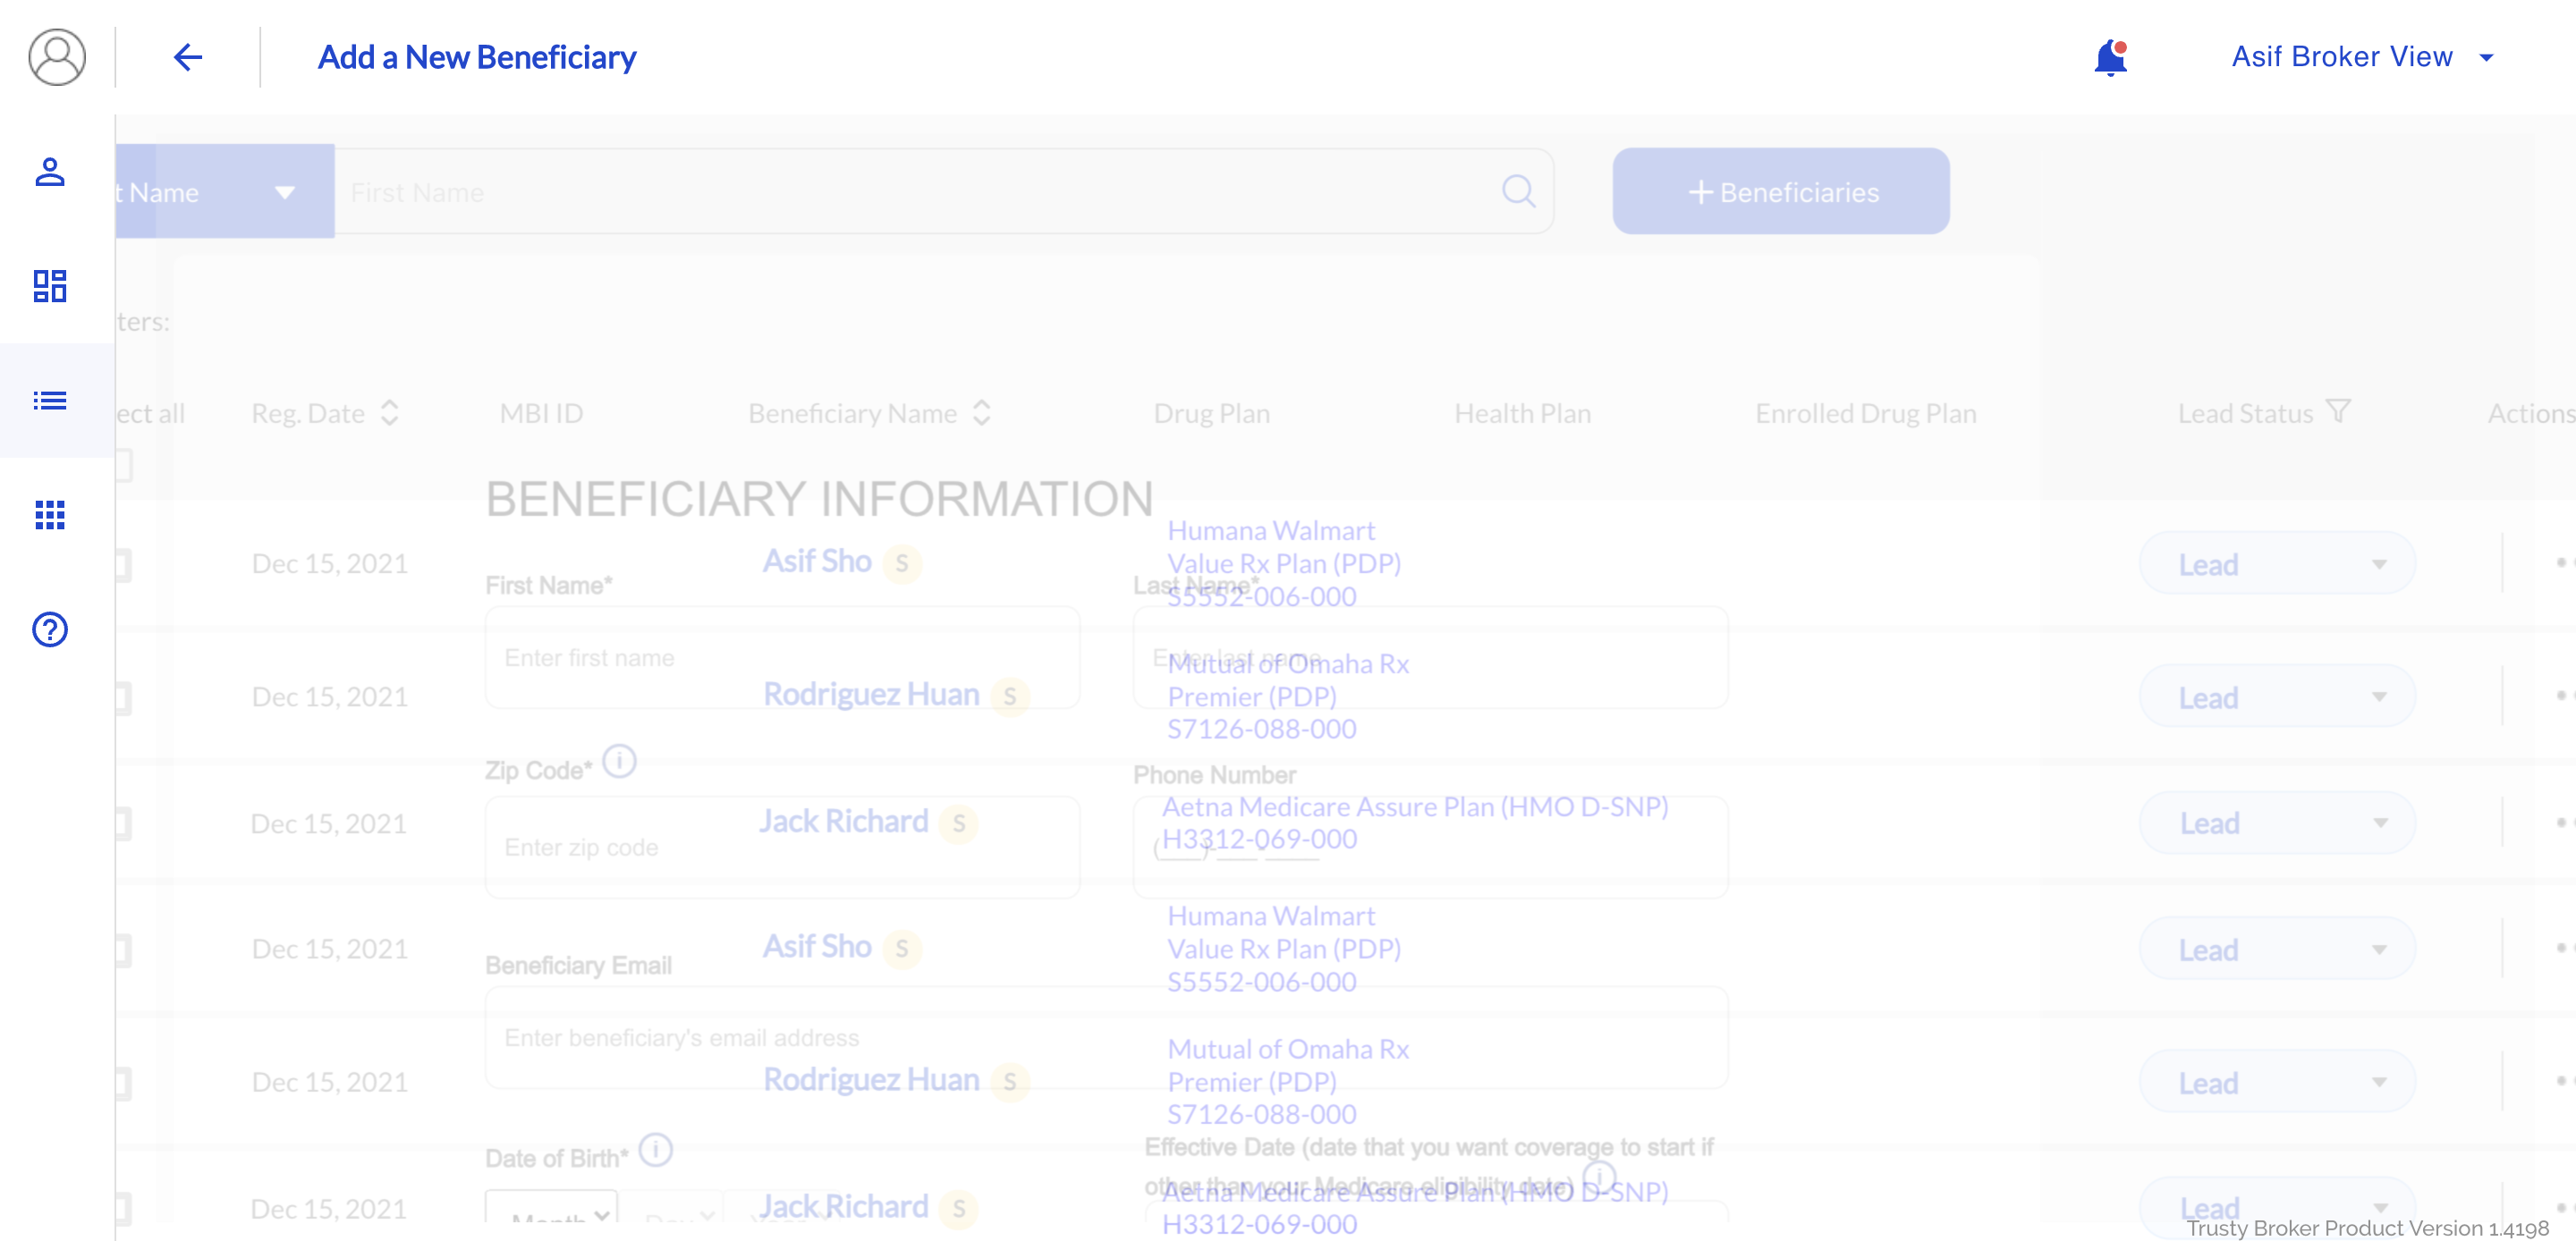 Add a New Beneficiary
Asif Broker View
t Name
First Name
+ Beneficiaries
ters:
ect all
Reg. Date
MBI ID
Beneficiary Name
Drug Plan
Health Plan
Enrolled Drug Plan
Lead Status
Actions
BENEFICIARY INFORMATION
Dec 15, 2021
Asif Sho S
Humana Walmart
Value Rx Plan (PDP)
S5552-006-000
Lead
First Name*
Last Name*
Enter first name
Enter last name
Dec 15, 2021
Rodriguez Huan S
Mutual of Omaha Rx
Premier (PDP)
S7126-088-000
Lead
Zip Code*
Phone Number
Dec 15, 2021
Jack Richard S
Aetna Medicare Assure Plan (HMO D-SNP)
H3312-069-000
Lead
Enter zip code
(___)-___-____
Dec 15, 2021
Asif Sho S
Humana Walmart
Value Rx Plan (PDP)
S5552-006-000
Lead
Beneficiary Email
Enter beneficiary's email address
Dec 15, 2021
Rodriguez Huan S
Mutual of Omaha Rx
Premier (PDP)
S7126-088-000
Lead
Date of Birth*
Effective Date (date that you want coverage to start if
other than your Medicare eligibility date)
Month
Day
Year
Dec 15, 2021
Jack Richard S
Aetna Medicare Assure Plan (HMO D-SNP)
H3312-069-000
Lead
Trusty Broker Product Version 1.4198